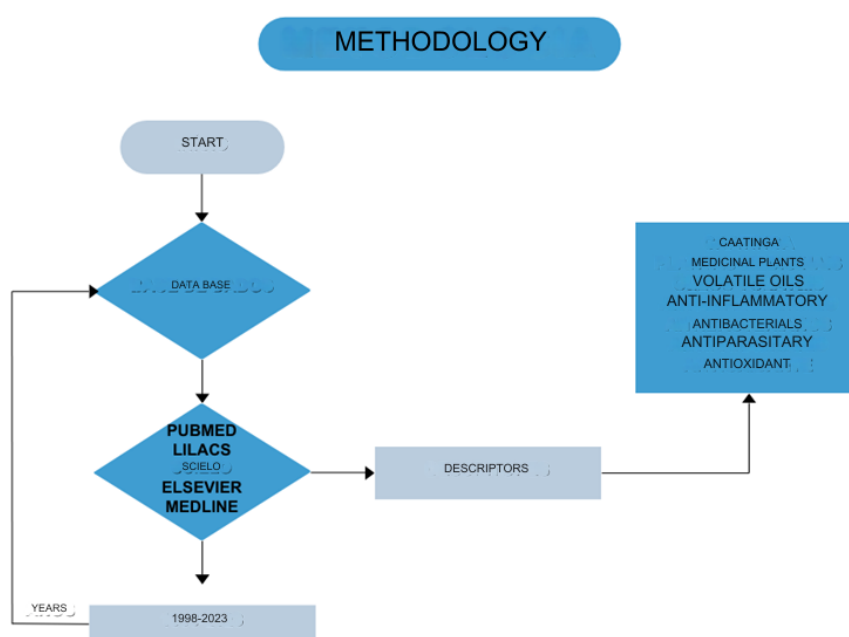 METHODOLOGY
START
DATA BASE
PUBMED
LILACS
SCIELO
ELSEVIER
MEDLINE
DESCRIPTORS
CAATINGA
MEDICINAL PLANTS
VOLATILE OILS
ANTI-INFLAMMATORY
ANTIBACTERIALS
ANTIPARASITARY
ANTIOXIDANT
YEARS
1998-2023